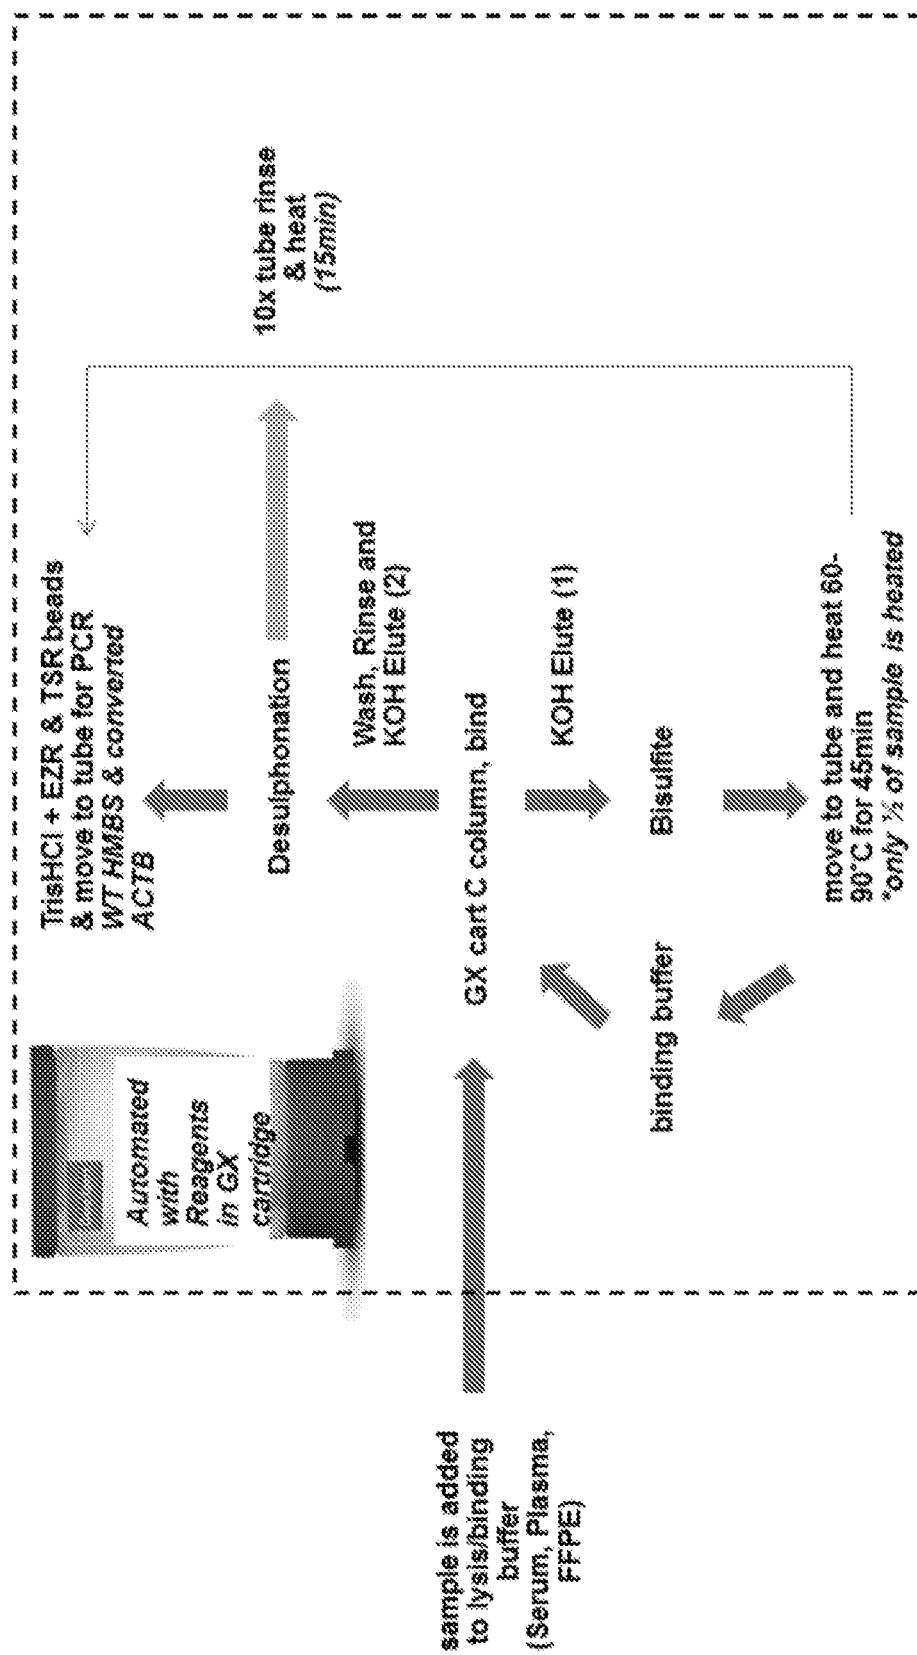 sample is added
to lysis/binding
buffer
(Serum, Plasma,
FFPE)
Automated
with
Reagents
in GX
cartridge
GX cart C column, bind
KOH Elute (1)
Bisulfite
move to tube and heat 60-
90°C for 45min
*only ½ of sample is heated
binding buffer
Wash, Rinse and
KOH Elute (2)
Desulphonation
TrisHCl + EZR & TSR beads
& move to tube for PCR
WT HMBS & converted
ACTB
10x tube rinse
& heat
(15min)